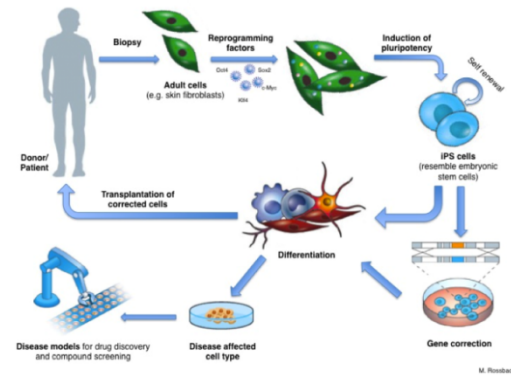 Biopsy
Reprogramming
factors
Oct4
Sox2
c-Myc
Klf4
Adult cells
(e.g. skin fibroblasts)
Induction of
pluripotency
Self renewal
iPS cells
(resemble embryonic
stem cells)
Donor/
Patient
Transplantation of
corrected cells
Differentiation
Gene correction
Disease affected
cell type
Disease models for drug discovery
and compound screening
M. Rossbac